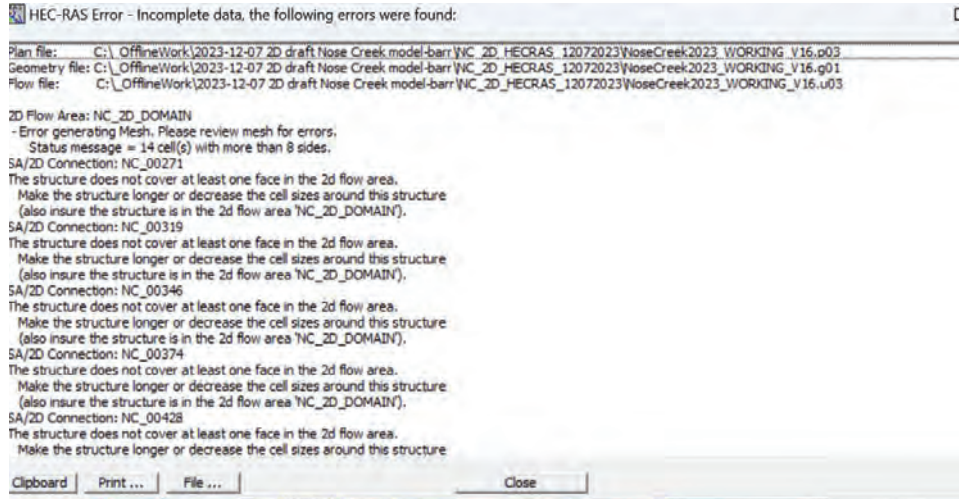 HEC-RAS Error - Incomplete data, the following errors were found:
Plan file: C:\_OfflineWork\2023-12-07 2D draft Nose Creek model-barr\NC_2D_HECRAS_12072023\NoseCreek2023_WORKING_V16.p03
Geometry file: C:\_OfflineWork\2023-12-07 2D draft Nose Creek model-barr\NC_2D_HECRAS_12072023\NoseCreek2023_WORKING_V16.g01
Flow file: C:\_OfflineWork\2023-12-07 2D draft Nose Creek model-barr\NC_2D_HECRAS_12072023\NoseCreek2023_WORKING_V16.u03
2D Flow Area: NC_2D_DOMAIN
- Error generating Mesh. Please review mesh for errors.
Status message = 14 cell(s) with more than 8 sides.
SA/2D Connection: NC_00271
The structure does not cover at least one face in the 2d flow area.
Make the structure longer or decrease the cell sizes around this structure
(also insure the structure is in the 2d flow area 'NC_2D_DOMAIN').
SA/2D Connection: NC_00319
The structure does not cover at least one face in the 2d flow area.
Make the structure longer or decrease the cell sizes around this structure
(also insure the structure is in the 2d flow area 'NC_2D_DOMAIN').
SA/2D Connection: NC_00346
The structure does not cover at least one face in the 2d flow area.
Make the structure longer or decrease the cell sizes around this structure
(also insure the structure is in the 2d flow area 'NC_2D_DOMAIN').
SA/2D Connection: NC_00374
The structure does not cover at least one face in the 2d flow area.
Make the structure longer or decrease the cell sizes around this structure
(also insure the structure is in the 2d flow area 'NC_2D_DOMAIN').
SA/2D Connection: NC_00428
The structure does not cover at least one face in the 2d flow area.
Make the structure longer or decrease the cell sizes around this structure
Clipboard Print ... File ... Close